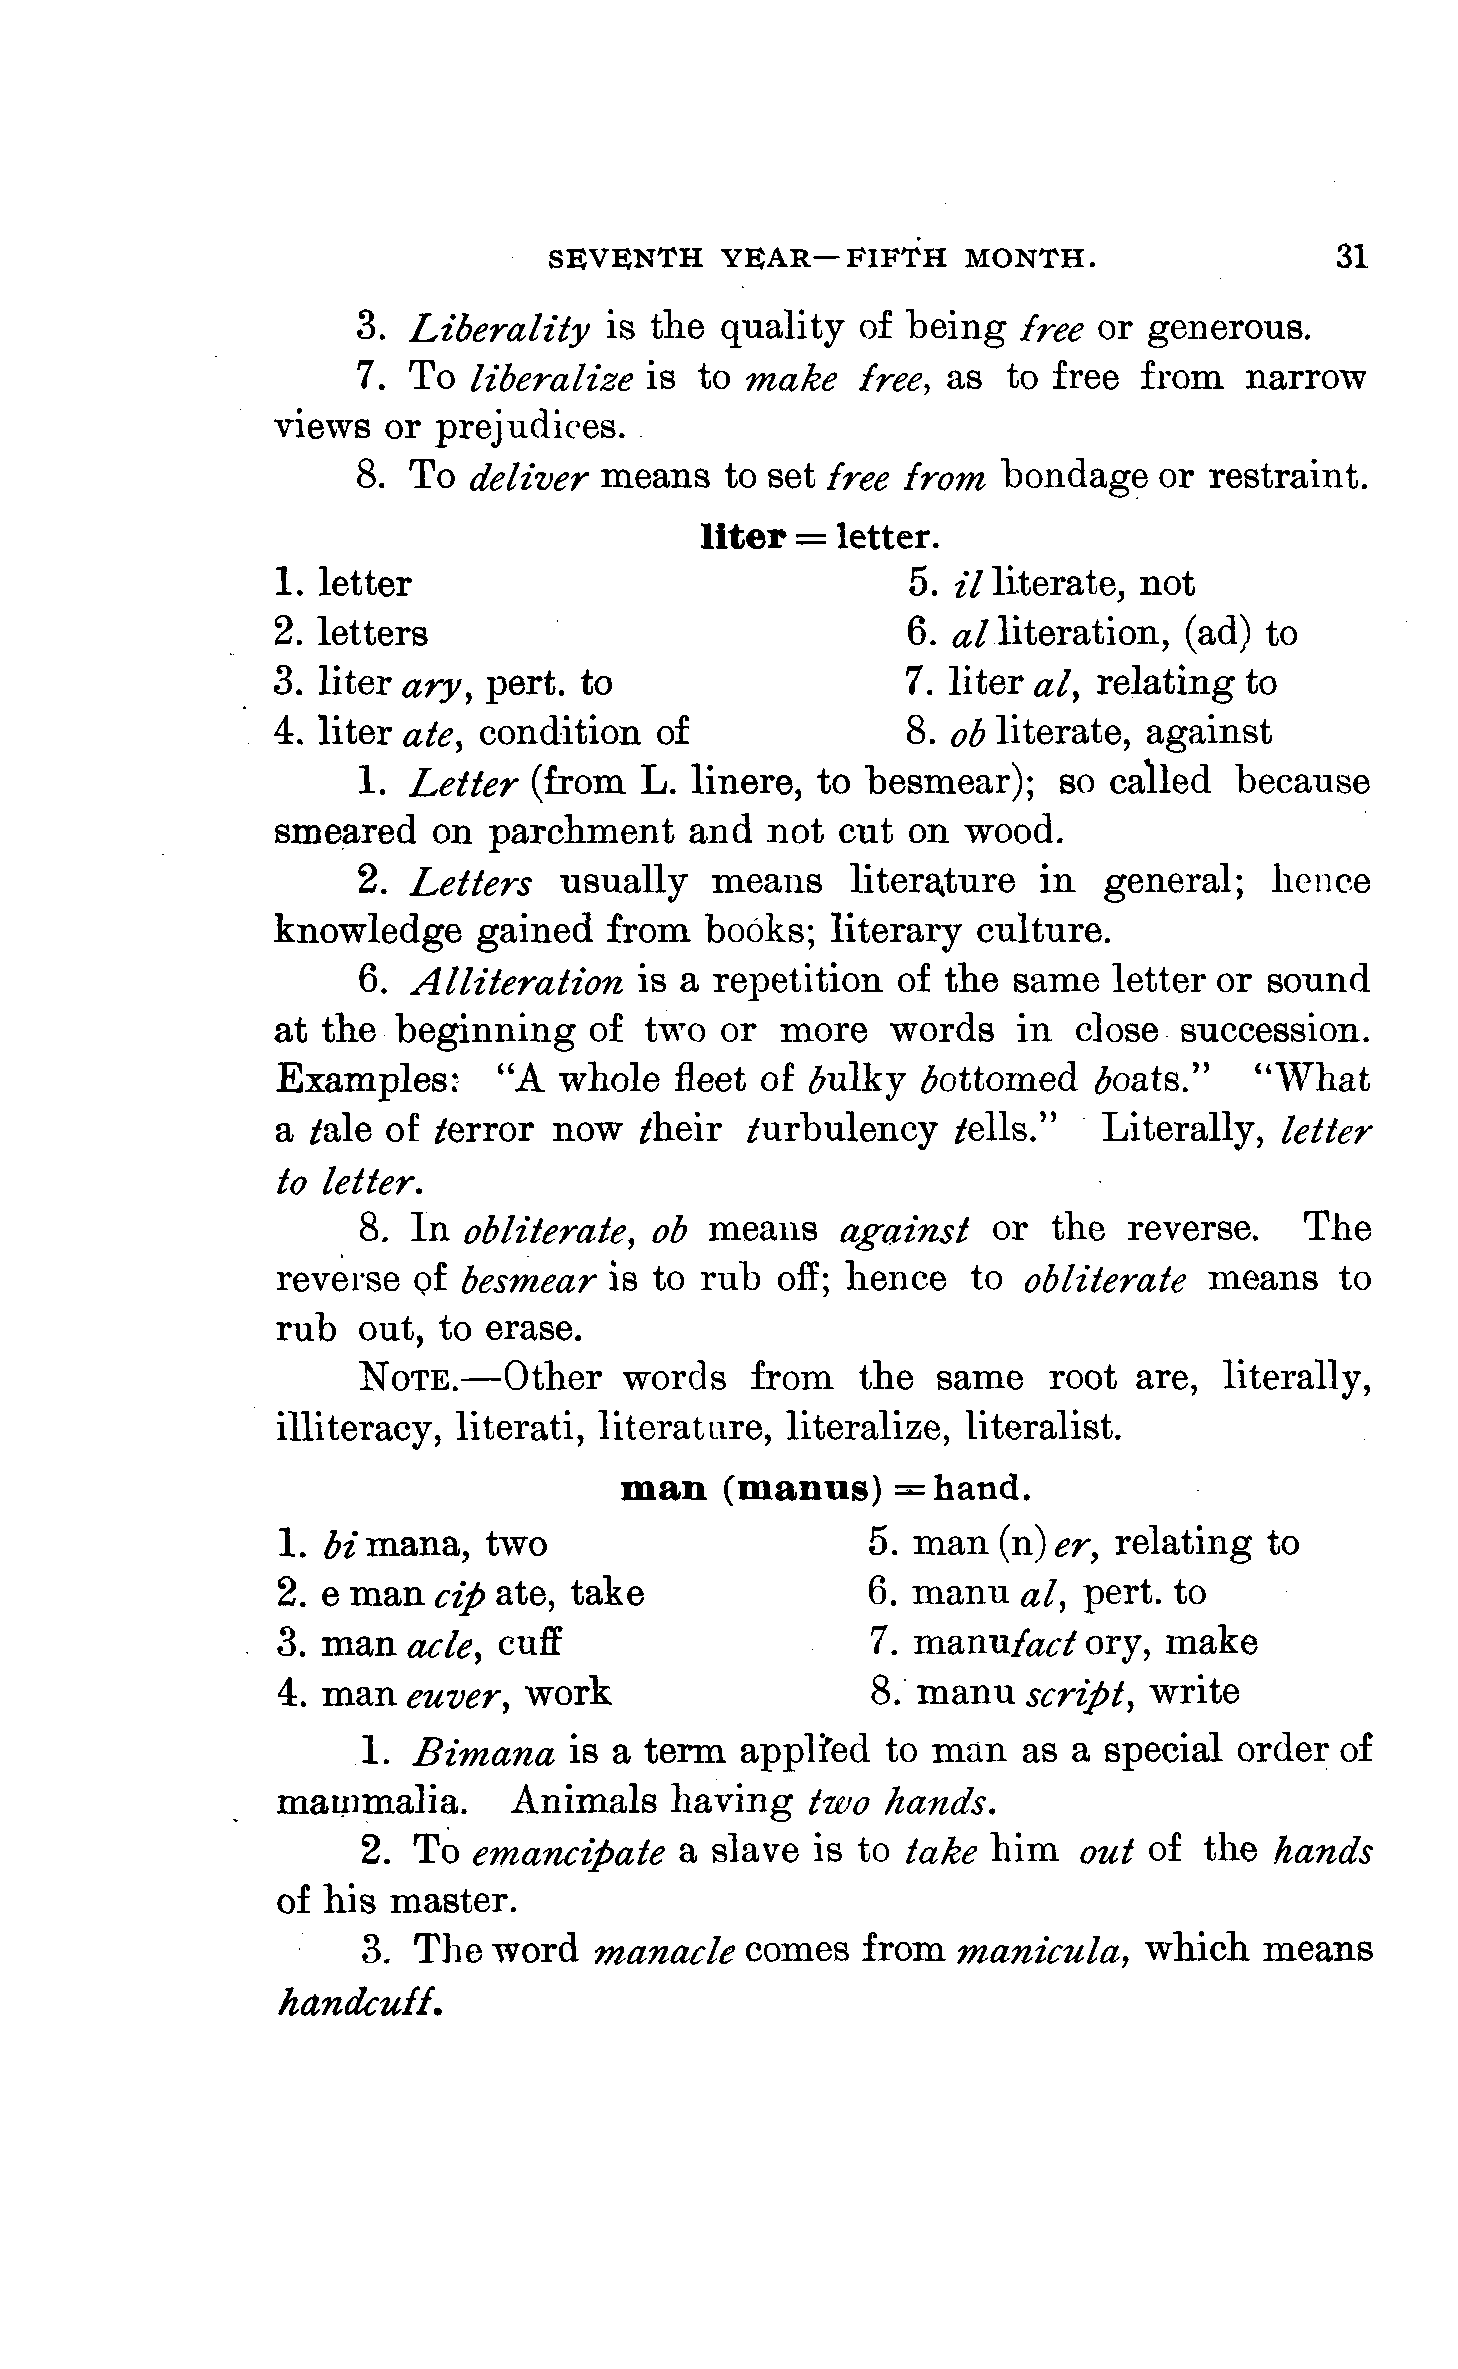 SEVENTH YEAR—FIFTH MONTH. 31
3. Liberality is the quality of being free or generous.
7. To liberalize is to make free, as to free from narrow
views or prejudices.
8. To deliver means to set free from bondage or restraint.
liter = letter.
1. letter 5. il literate, not
2. letters 6. al literation, (ad) to
3. liter ary, pert. to 7. liter al, relating to
4. liter ate, condition of 8. ob literate, against
1. Letter (from L. linere, to besmear); so called because
smeared on parchment and not cut on wood.
2. Letters usually means literature in general; hence
knowledge gained from books; literary culture.
6. Alliteration is a repetition of the same letter or sound
at the beginning of two or more words in close succession.
Examples: "A whole fleet of bulky bottomed boats." "What
a tale of terror now their turbulency tells." Literally, letter
to letter.
8. In obliterate, ob means against or the reverse. The
reverse of besmear is to rub off; hence to obliterate means to
rub out, to erase.
NOTE.—Other words from the same root are, literally,
illiteracy, literati, literature, literalize, literalist.
man (manus) = hand.
1. bi mana, two 5. man (n) er, relating to
2. e man cip ate, take 6. manu al, pert. to
3. man acle, cuff 7. manufact ory, make
4. man euver, work 8. manu script, write
1. Bimana is a term applied to man as a special order of
mammalia. Animals having two hands.
2. To emancipate a slave is to take him out of the hands
of his master.
3. The word manacle comes from manicula, which means
handcuff.